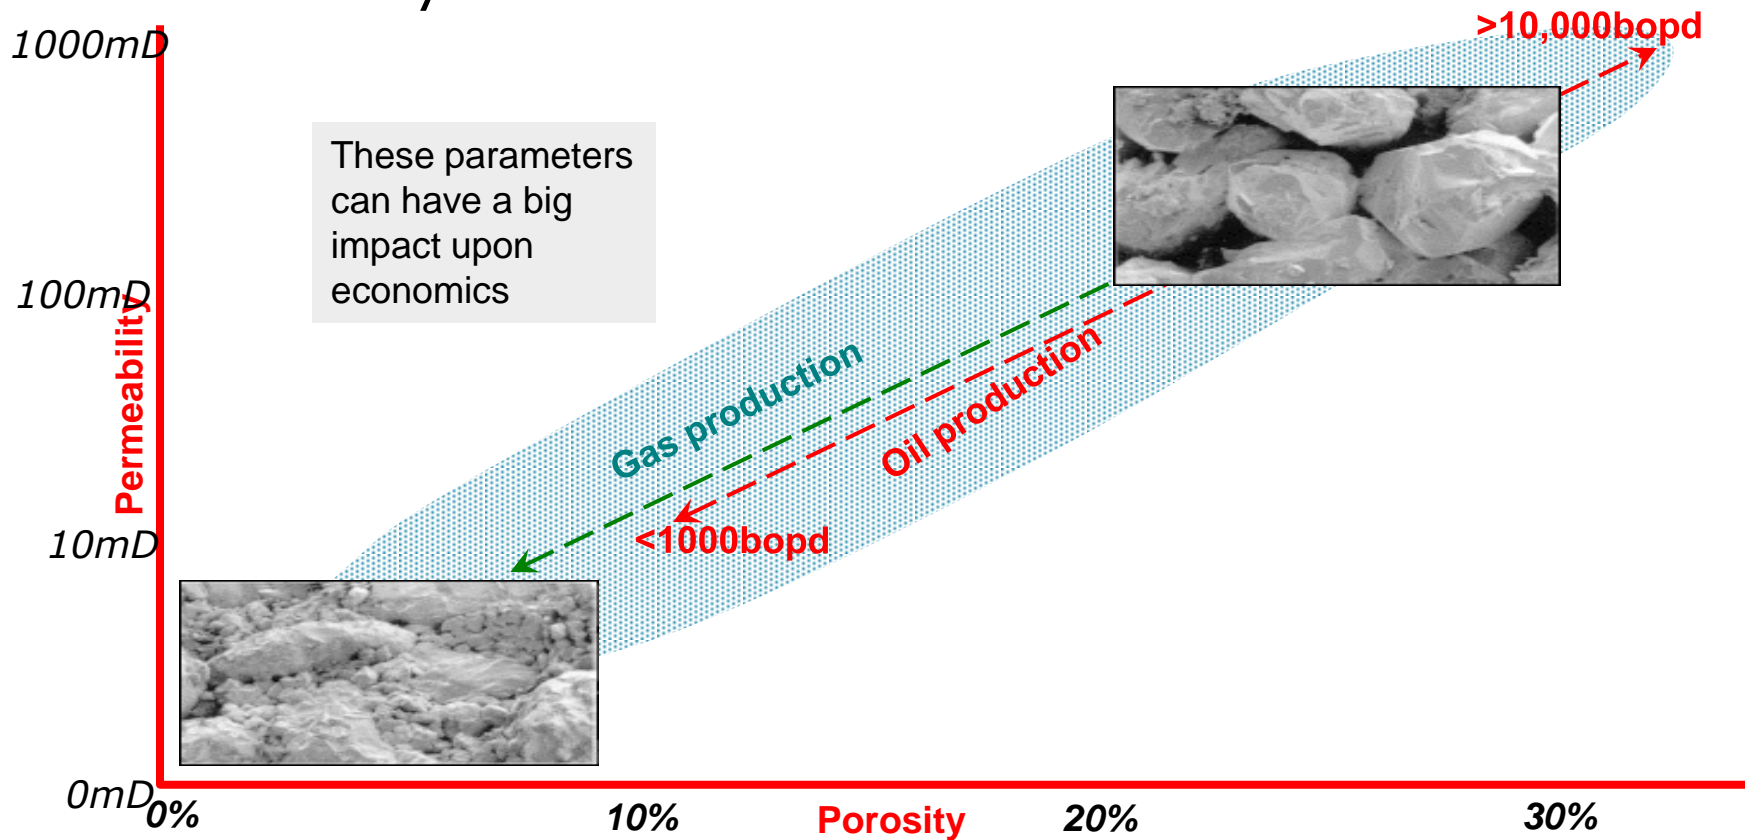 1000mD
>10,000bopd
These parameters
can have a big
impact upon
economics
100mD
Permeability
Gas production
Oil production
<1000bopd
10mD
0mD
0%
10%
Porosity
20%
30%